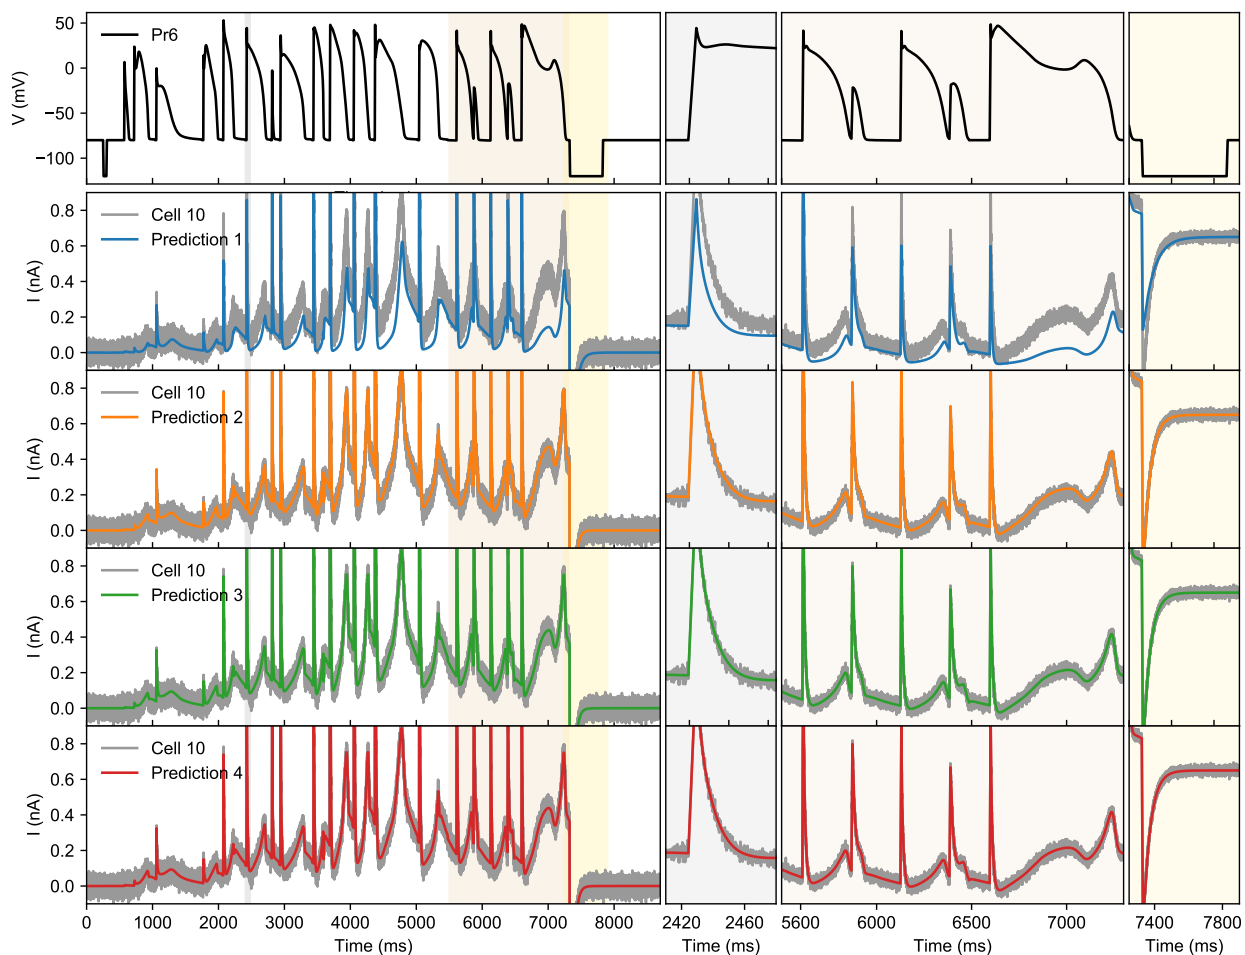 Pr6
V (mV)
50
0
−50
−100
Cell 10
Prediction 1
I (nA)
0.8
0.6
0.4
0.2
0.0
Cell 10
Prediction 2
I (nA)
0.8
0.6
0.4
0.2
0.0
Cell 10
Prediction 3
I (nA)
0.8
0.6
0.4
0.2
0.0
Cell 10
Prediction 4
I (nA)
0.8
0.6
0.4
0.2
0.0
0 1000 2000 3000 4000 5000 6000 7000 8000
Time (ms)
2420 2460
Time (ms)
5600 6000 6500 7000
Time (ms)
7400 7800
Time (ms)